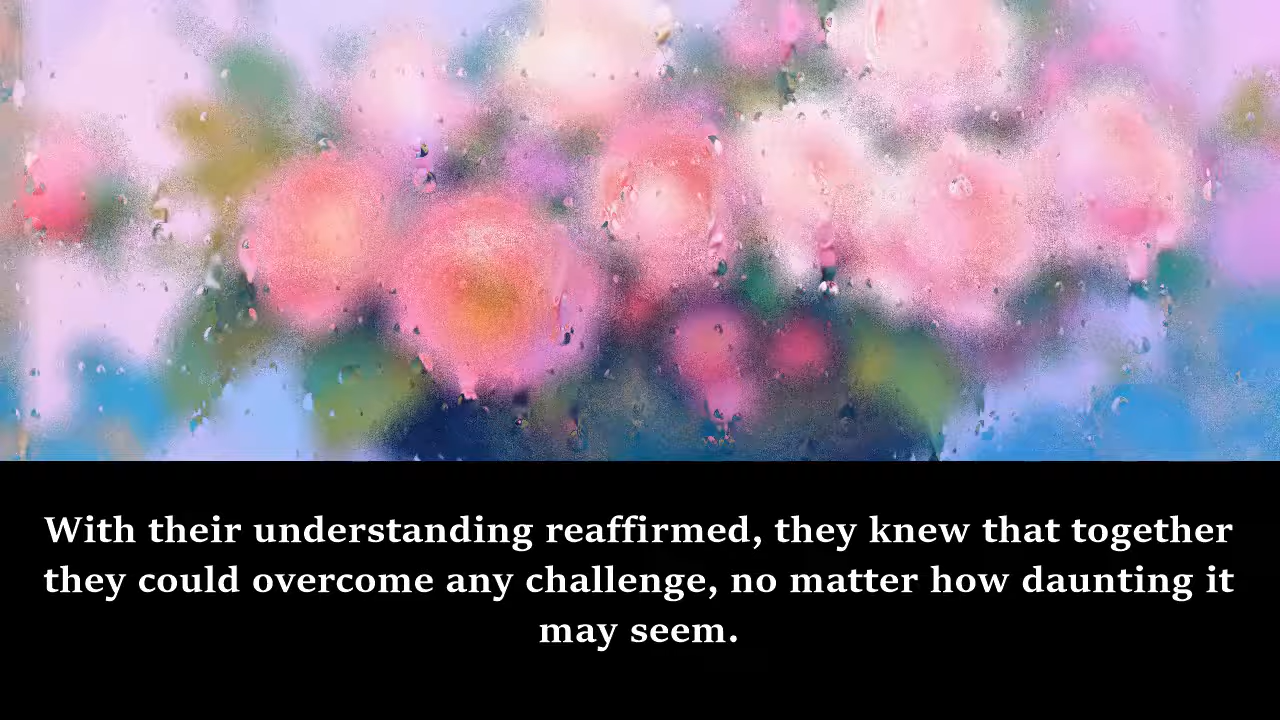 With their understanding reaffirmed, they knew that together
they could overcome any challenge, no matter how daunting it
may seem.